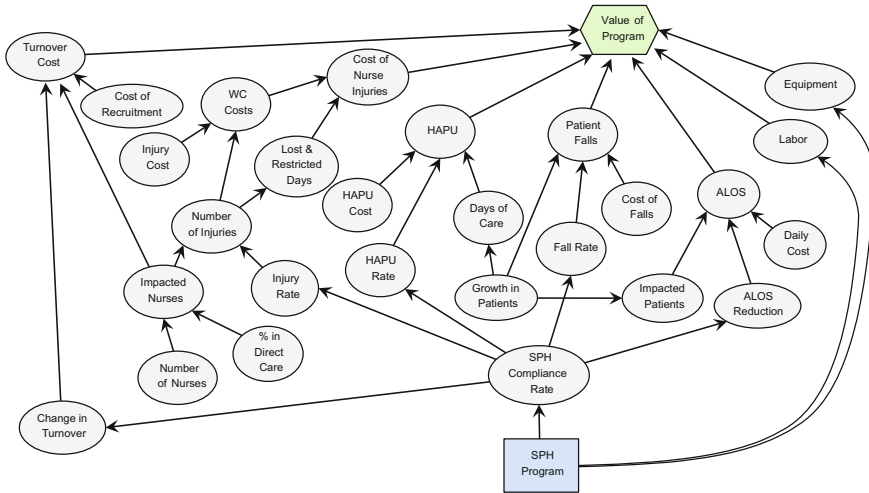 Value of
Program
Turnover
Cost
Cost of
Nurse
Injuries
Equipment
Cost of
Recruitment
WC
Costs
HAPU
Patient
Falls
Labor
Injury
Cost
Lost &
Restricted
Days
HAPU
Cost
Days of
Care
Cost
of Falls
ALOS
Number
of Injuries
Fall Rate
Daily
Cost
HAPU
Rate
Impacted
Nurses
Injury
Rate
Growth in
Patients
Impacted
Patients
ALOS
Reduction
% in
Direct
Care
Number
of Nurses
SPH
Compliance
Rate
Change in
Turnover
SPH
Program